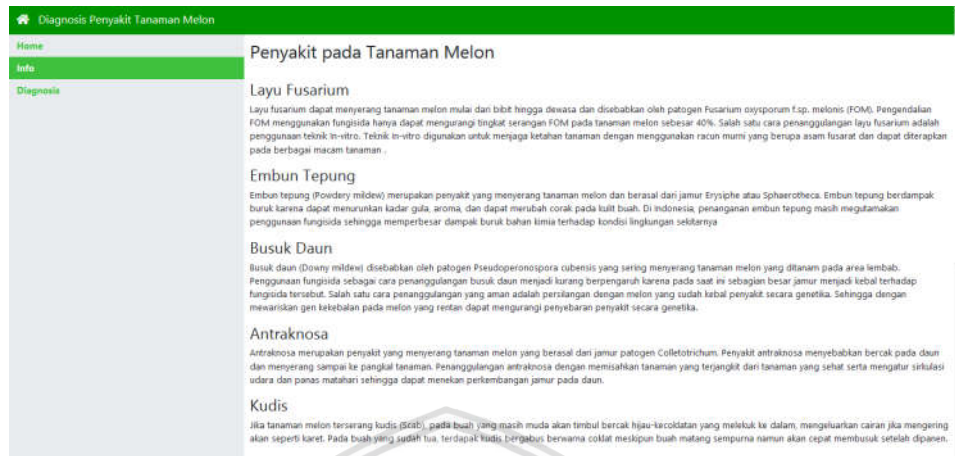 Diagnosis Penyakit Tanaman Melon
Home
Info
Diagnosis
Penyakit pada Tanaman Melon
Layu Fusarium
Layu fusarium dapat menyerang tanaman melon mulai dari bibit hingga dewasa dan disebabkan oleh patogen Fusarium oxysporum f.sp. melonis (FOM). Pengendalian
FOM menggunakan fungisida hanya dapat mengurangi tingkat serangan FOM pada tanaman melon sebesar 40%. Salah satu cara penanggulangan layu fusarium adalah
penggunaan teknik in-vitro. Teknik in-vitro digunakan untuk menjaga ketahan tanaman dengan menggunakan racun murni yang berupa asam fusarat dan dapat diterapkan
pada berbagai macam tanaman .
Embun Tepung
Embun tepung (Powdery mildew) merupakan penyakit yang menyerang tanaman melon dan berasal dari jamur Erysiphe atau Sphaerotheca. Embun tepung berdampak
buruk karena dapat menurunkan kadar gula, aroma, dan dapat merubah corak pada kulit buah. Di Indonesia, penanganan embun tepung masih megutamakan
penggunaan fungisida sehingga memperbesar dampak buruk bahan kimia terhadap kondisi lingkungan sekitarnya
Busuk Daun
Busuk daun (Downy mildew) disebabkan oleh patogen Pseudoperonospora cubensis yang sering menyerang tanaman melon yang ditanam pada area lembab.
Penggunaan fungisida sebagai cara penanggulangan busuk daun menjadi kurang berpengaruh karena pada saat ini sebagian besar jamur menjadi kebal terhadap
fungisida tersebut. Salah satu cara penanggulangan yang aman adalah persilangan dengan melon yang sudah kebal penyakit secara genetika. Sehingga dengan
mewariskan gen kekebalan pada melon yang rentan dapat mengurangi penyebaran penyakit secara genetika.
Antraknosa
Antraknosa merupakan penyakit yang menyerang tanaman melon yang berasal dari jamur patogen Colletotrichum. Penyakit antraknosa menyebabkan bercak pada daun
dan menyerang sampai ke pangkal tanaman. Penanggulangan antraknosa dengan memisahkan tanaman yang terjangkit dari tanaman yang sehat serta mengatur sirkulasi
udara dan panas matahari sehingga dapat menekan perkembangan jamur pada daun.
Kudis
Jika tanaman melon terserang kudis (Scab), pada buah yang masih muda akan timbul bercak hijau-kecoklatan yang melekuk ke dalam, mengeluarkan cairan jika mengering
akan seperti karet. Pada buah yang sudah tua, terdapak kudis bergabus berwarna coklat meskipun buah matang sempurna namun akan cepat membusuk setelah dipanen.